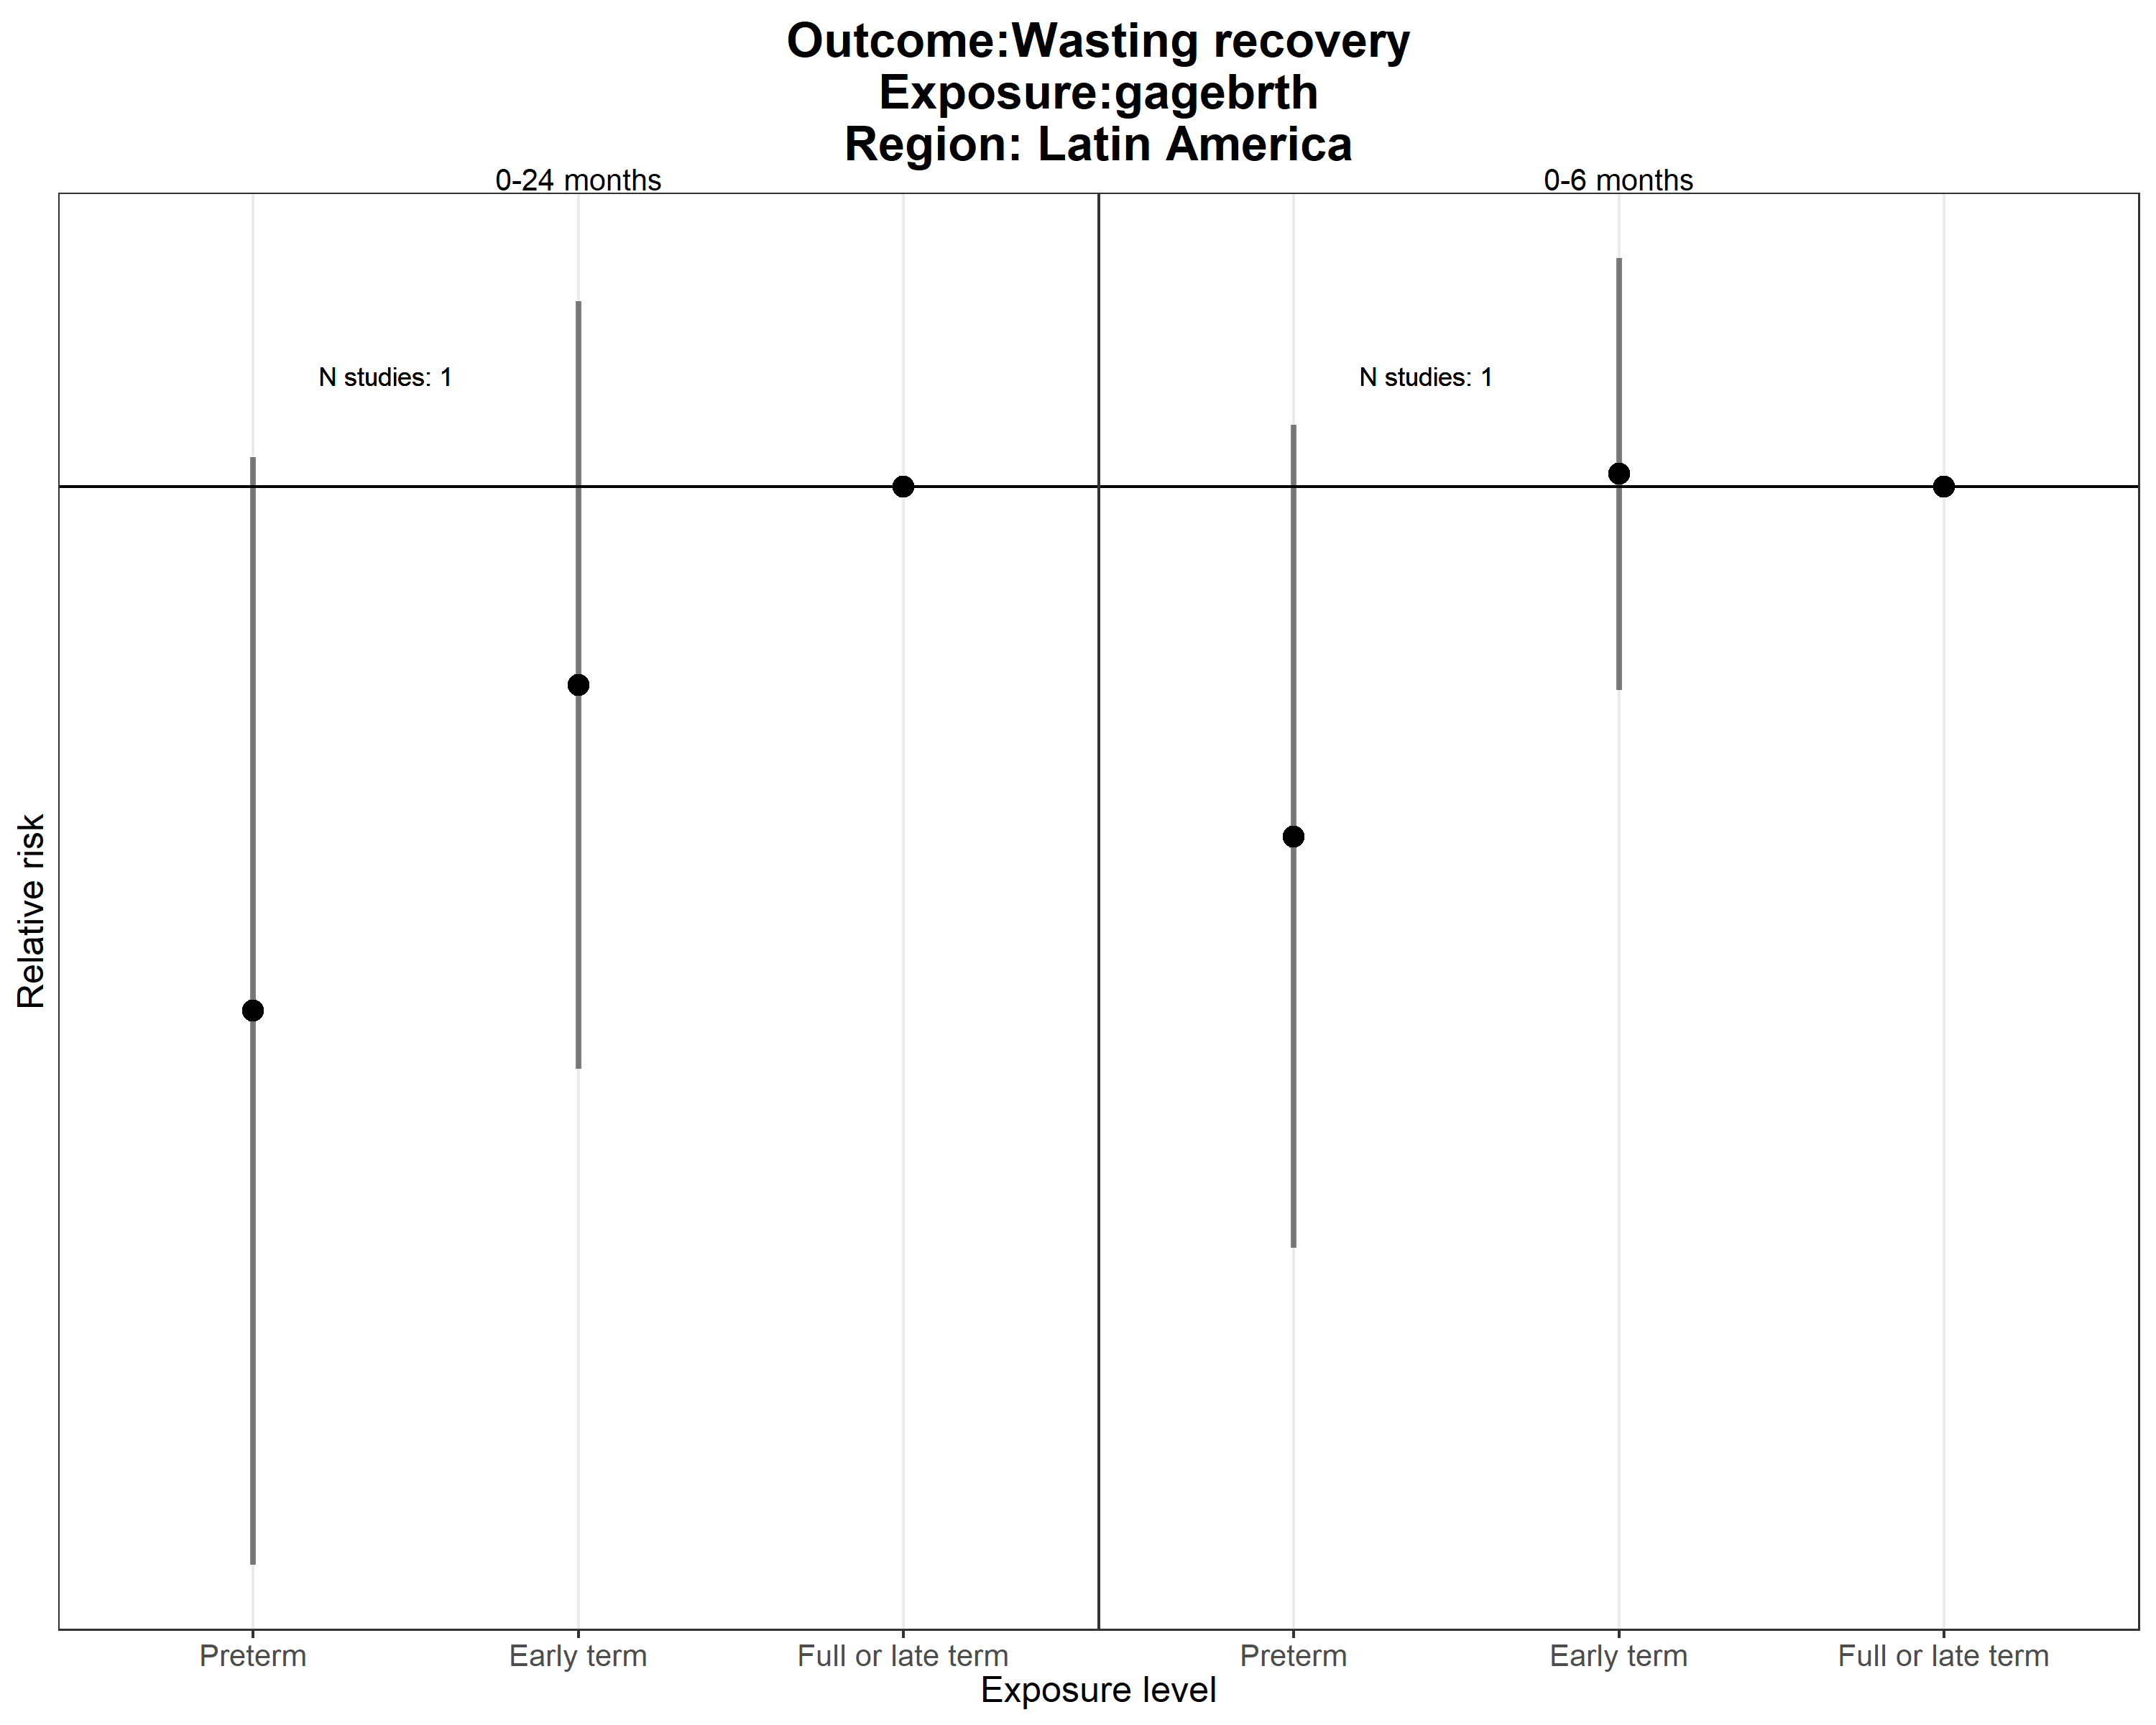 Outcome:Wasting recovery
Exposure:gagebrth
Region: Latin America
0-24 months
0-6 months
N studies: 1
N studies: 1
Relative risk
Preterm
Early term
Full or late term
Preterm
Early term
Full or late term
Exposure level